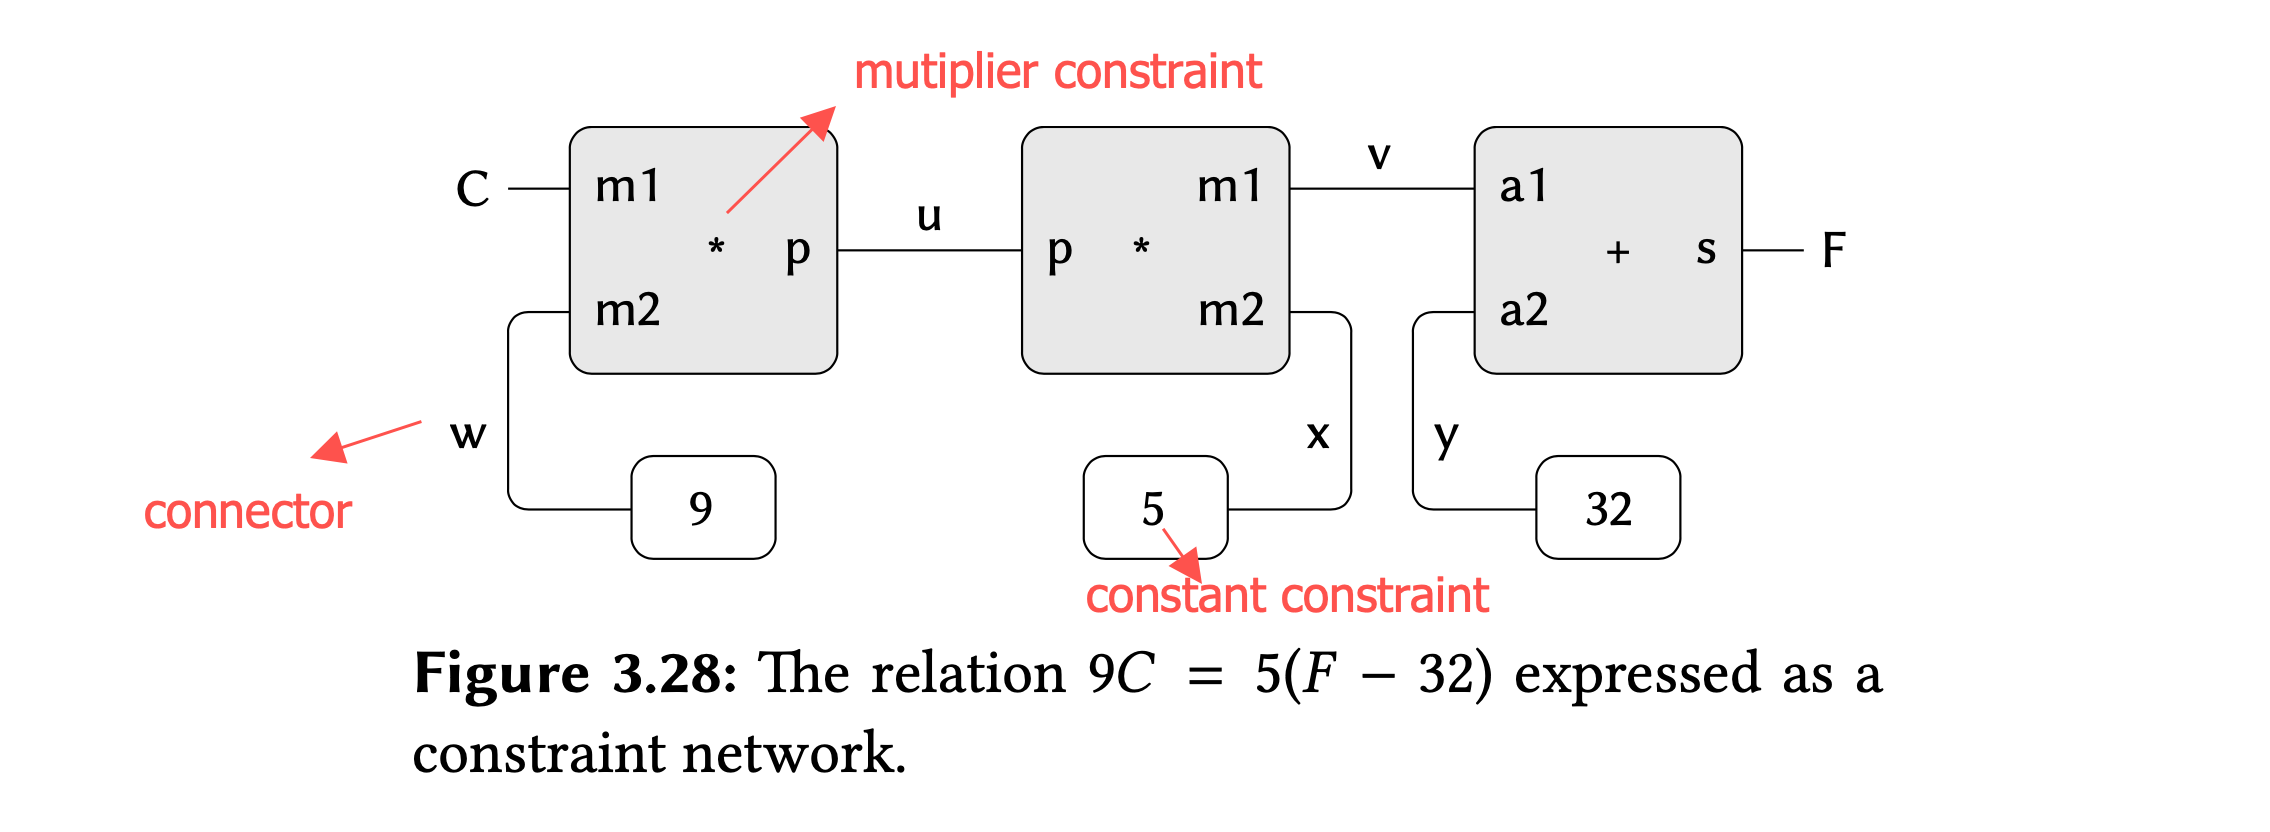 mutiplier constraint
C m1 * p m2
u
p * m1 m2
v
a1 + s a2
F
w
x
y
connector
9
5
32
constant constraint
Figure 3.28: The relation 9C = 5(F − 32) expressed as a
constraint network.